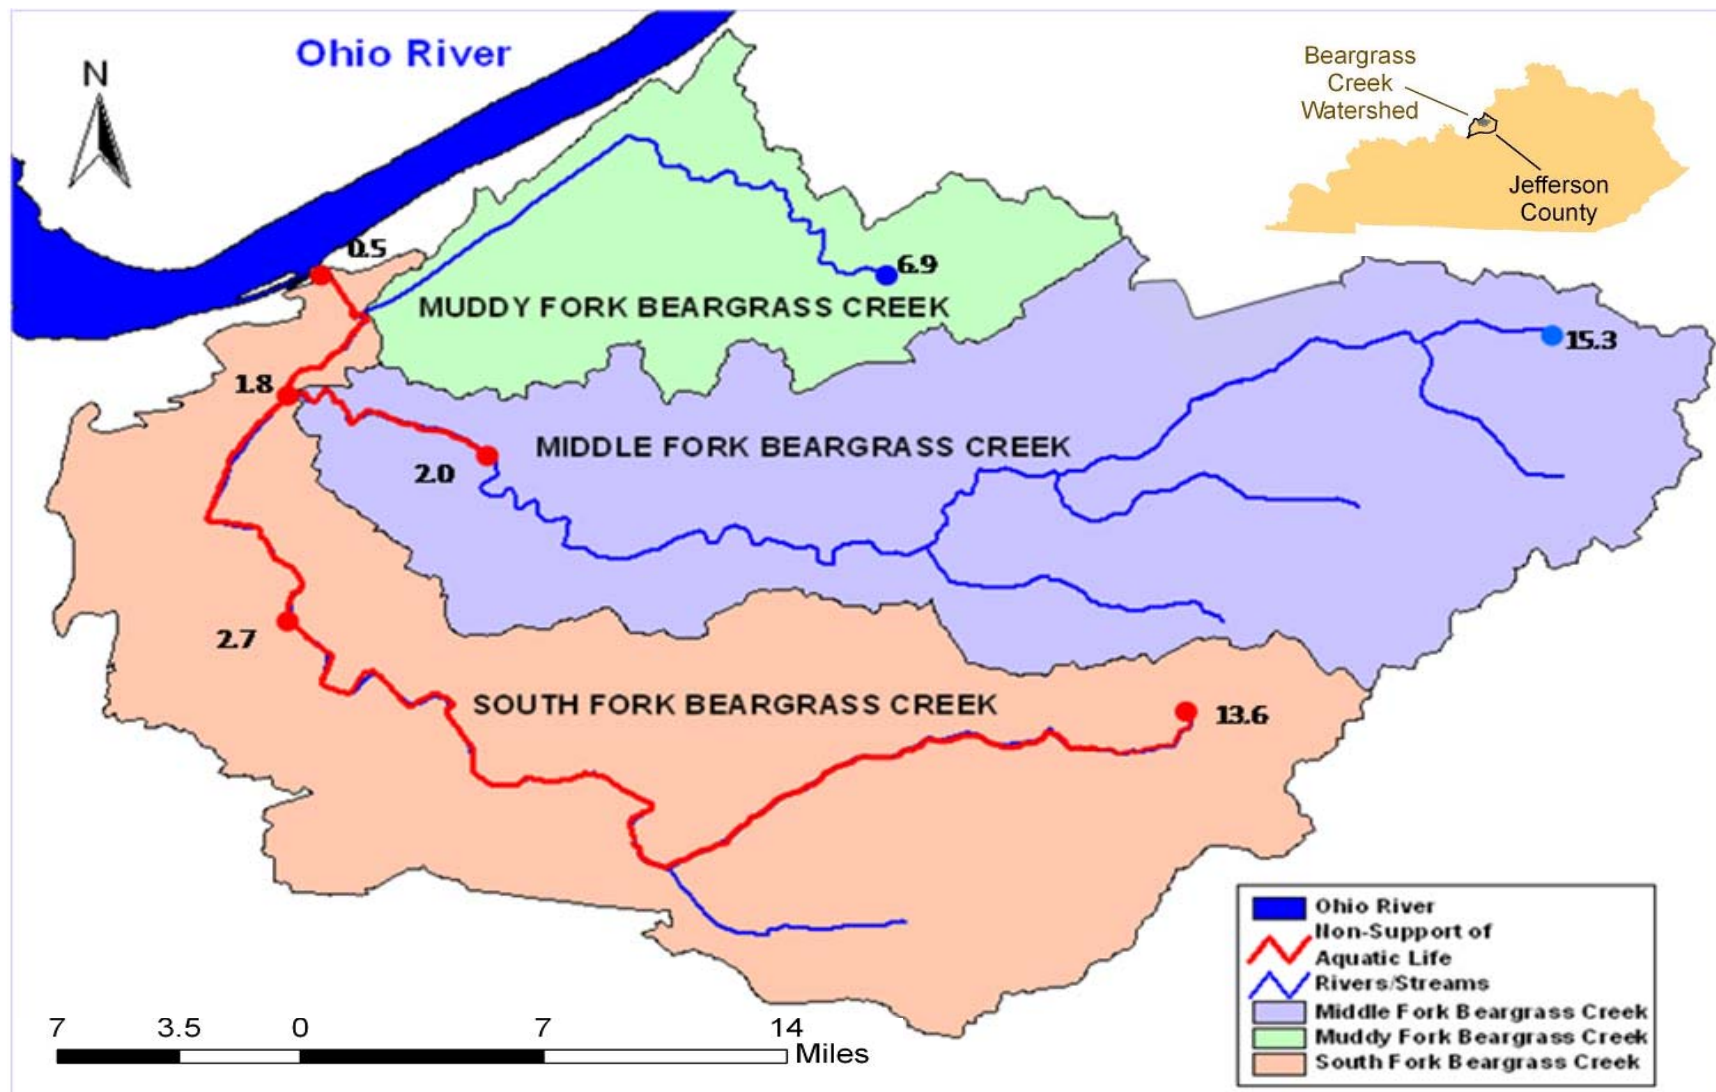 Ohio River
N
Beargrass
Creek
Watershed
Jefferson
County
0.5
6.9
MUDDY FORK BEARGRASS CREEK
15.3
1.8
MIDDLE FORK BEARGRASS CREEK
2.0
2.7
SOUTH FORK BEARGRASS CREEK
13.6
Ohio River
Non-Support of
Aquatic Life
Rivers/Streams
Middle Fork Beargrass Creek
Muddy Fork Beargrass Creek
South Fork Beargrass Creek
7 3.5 0 7 14
Miles